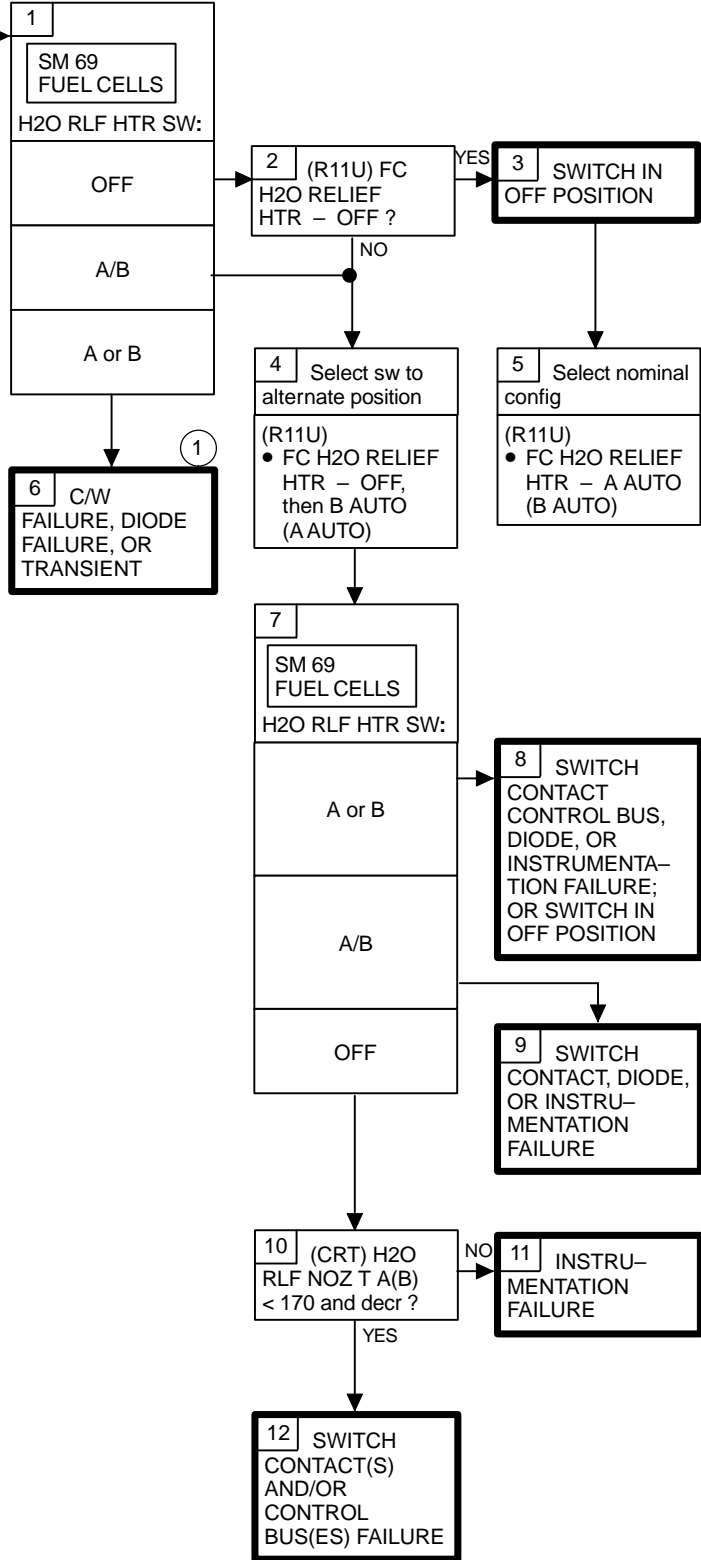 1
SM 69
FUEL CELLS
H2O RLF HTR SW:
OFF
A/B
A or B
2 (R11U) FC
H2O RELIEF
HTR – OFF ?
YES
NO
3 SWITCH IN
OFF POSITION
4 Select sw to
alternate position
(R11U)
• FC H2O RELIEF
HTR – OFF,
then B AUTO
(A AUTO)
5 Select nominal
config
(R11U)
• FC H2O RELIEF
HTR – A AUTO
(B AUTO)
1
6 C/W
FAILURE, DIODE
FAILURE, OR
TRANSIENT
7
SM 69
FUEL CELLS
H2O RLF HTR SW:
A or B
A/B
OFF
8 SWITCH
CONTACT
CONTROL BUS,
DIODE, OR
INSTRUMENTA–
TION FAILURE;
OR SWITCH IN
OFF POSITION
9 SWITCH
CONTACT, DIODE,
OR INSTRU–
MENTATION
FAILURE
10 (CRT) H2O
RLF NOZ T A(B)
< 170 and decr ?
NO
YES
11 INSTRU–
MENTATION
FAILURE
12 SWITCH
CONTACT(S)
AND/OR
CONTROL
BUS(ES) FAILURE